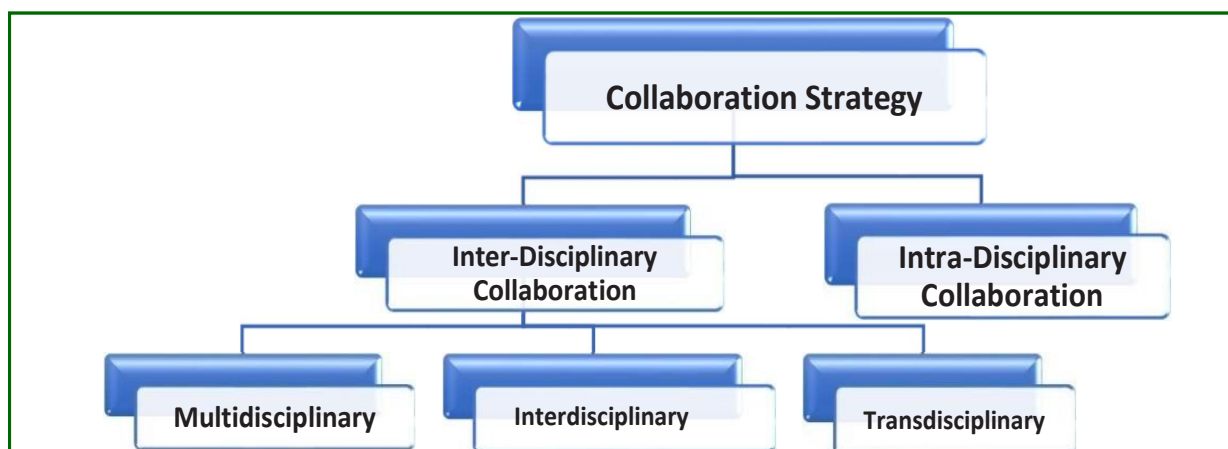 Collaboration Strategy
Inter-Disciplinary
Collaboration
Intra-Disciplinary
Collaboration
Multidisciplinary
Interdisciplinary
Transdisciplinary